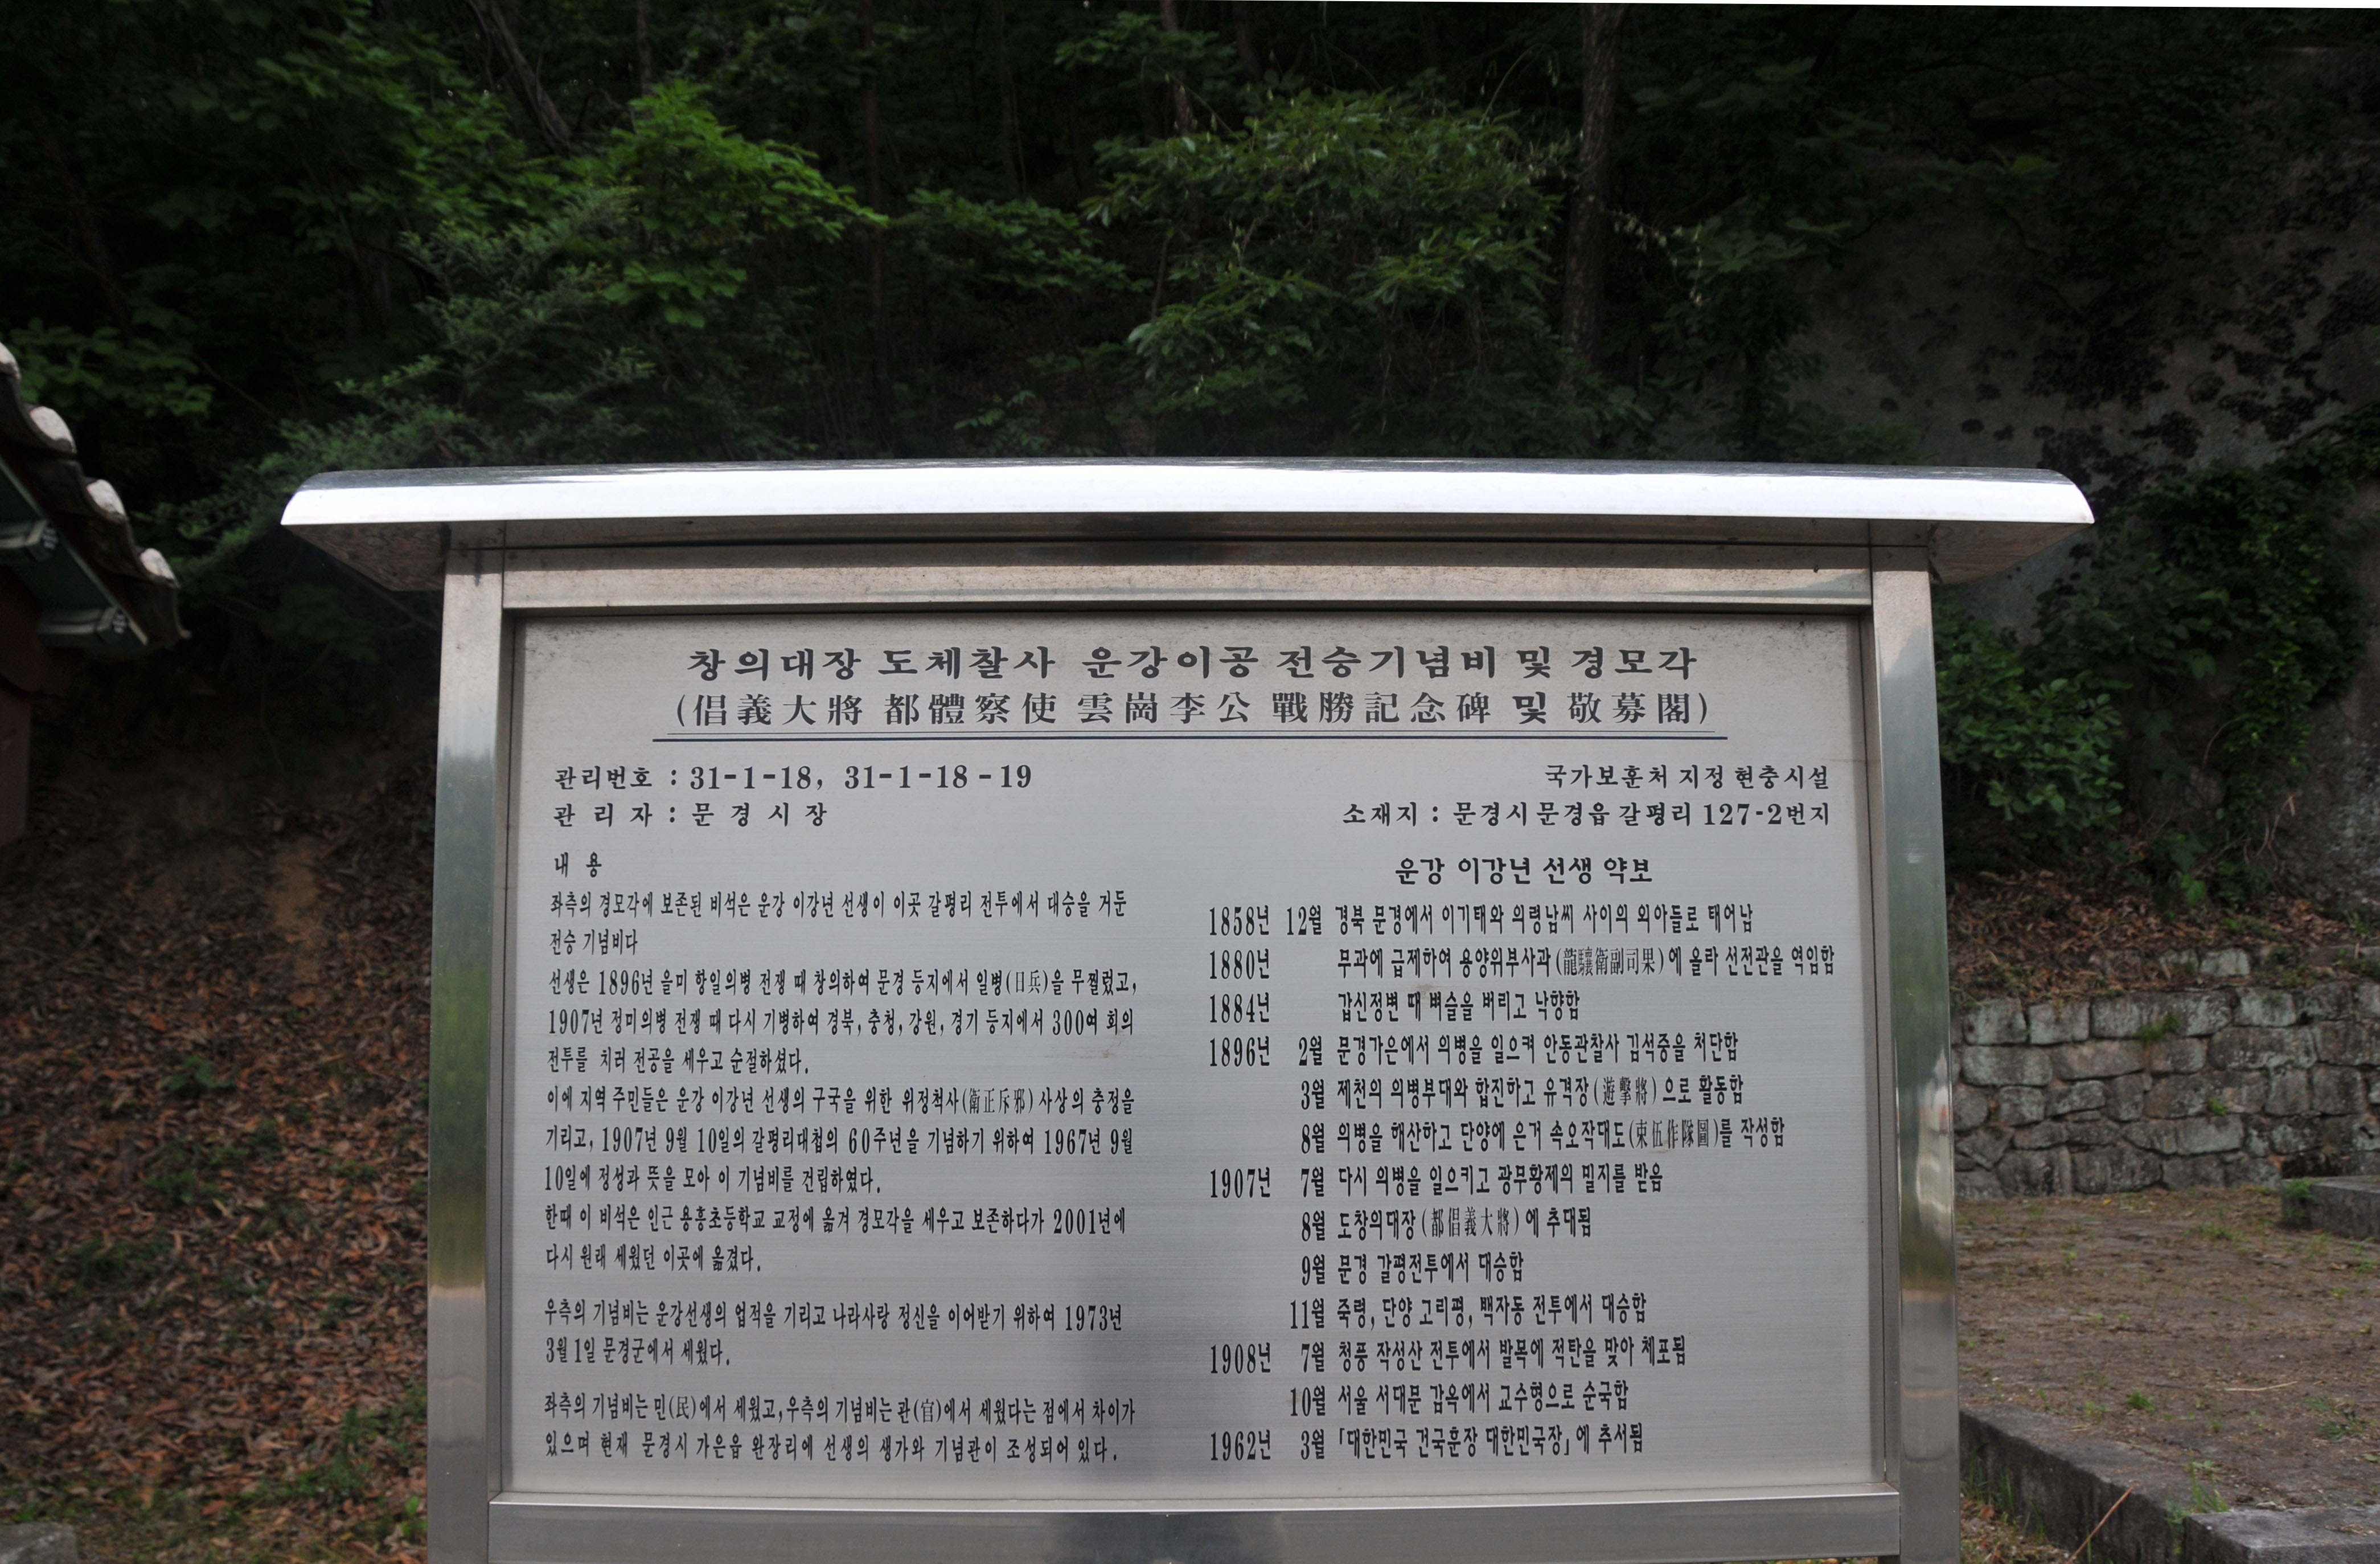 창의대장 도체찰사 운강이공 전승기념비 및 경모각
(倡義大將 都體察使 雲崗李公 戰勝記念碑 및 敬募閣)
관리번호 : 31-1-18, 31-1-18-19
국가보훈처 지정 현충시설
관 리 자 : 문 경 시 장
소재지 : 문경시 문경읍 갈평리 127-2번지
내 용
좌측의 경모각에 보존된 비석은 운강 이강년 선생이 이곳 갈평리 전투에서 대승을 거둔
전승 기념비다
선생은 1896년 을미 항일의병 전쟁 때 창의하여 문경 등지에서 일병(日兵)을 무찔렀고,
1907년 정미의병 전쟁 때 다시 기병하여 경북, 충청, 강원, 경기 등지에서 300여 회의
전투를 치러 전공을 세우고 순절하셨다.
이에 지역 주민들은 운강 이강년 선생의 구국을 위한 위정척사(衛正斥邪) 사상의 충정을
기리고, 1907년 9월 10일의 갈평리대첩의 60주년을 기념하기 위하여 1967년 9월
10일에 정성과 뜻을 모아 이 기념비를 건립하였다.
한때 이 비석은 인근 용흥초등학교 교정에 옮겨 경모각을 세우고 보존하다가 2001년에
다시 원래 세웠던 이곳에 옮겼다.
우측의 기념비는 운강선생의 업적을 기리고 나라사랑 정신을 이어받기 위하여 1973년
3월 1일 문경군에서 세웠다.
좌측의 기념비는 민(民)에서 세웠고, 우측의 기념비는 관(官)에서 세웠다는 점에서 차이가
있으며 현재 문경시 가은읍 완장리에 선생의 생가와 기념관이 조성되어 있다.
운강 이강년 선생 약보
1858년 12월 경북 문경에서 이기태와 의령남씨 사이의 외아들로 태어남
1880년 무과에 급제하여 용양위부사과(龍驤衛副司果)에 올라 선전관을 역임함
1884년 갑신정변 때 벼슬을 버리고 낙향함
1896년 2월 문경가은에서 의병을 일으켜 안동관찰사 김석중을 처단함
3월 제천의 의병부대와 합진하고 유격장(遊擊將)으로 활동함
8월 의병을 해산하고 단양에 은거 속오작대도(束伍作隊圖)를 작성함
1907년 7월 다시 의병을 일으키고 광무황제의 밀지를 받음
8월 도창의대장(都倡義大將)에 추대됨
9월 문경 갈평전투에서 대승함
11월 죽령, 단양 고리평, 백자동 전투에서 대승함
1908년 7월 청풍 작성산 전투에서 발목에 적탄을 맞아 체포됨
10월 서울 서대문 감옥에서 교수형으로 순국함
1962년 3월 「대한민국 건국훈장 대한민국장」에 추서됨